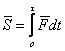 S̅ = ∫₀ᵗ F̅dt